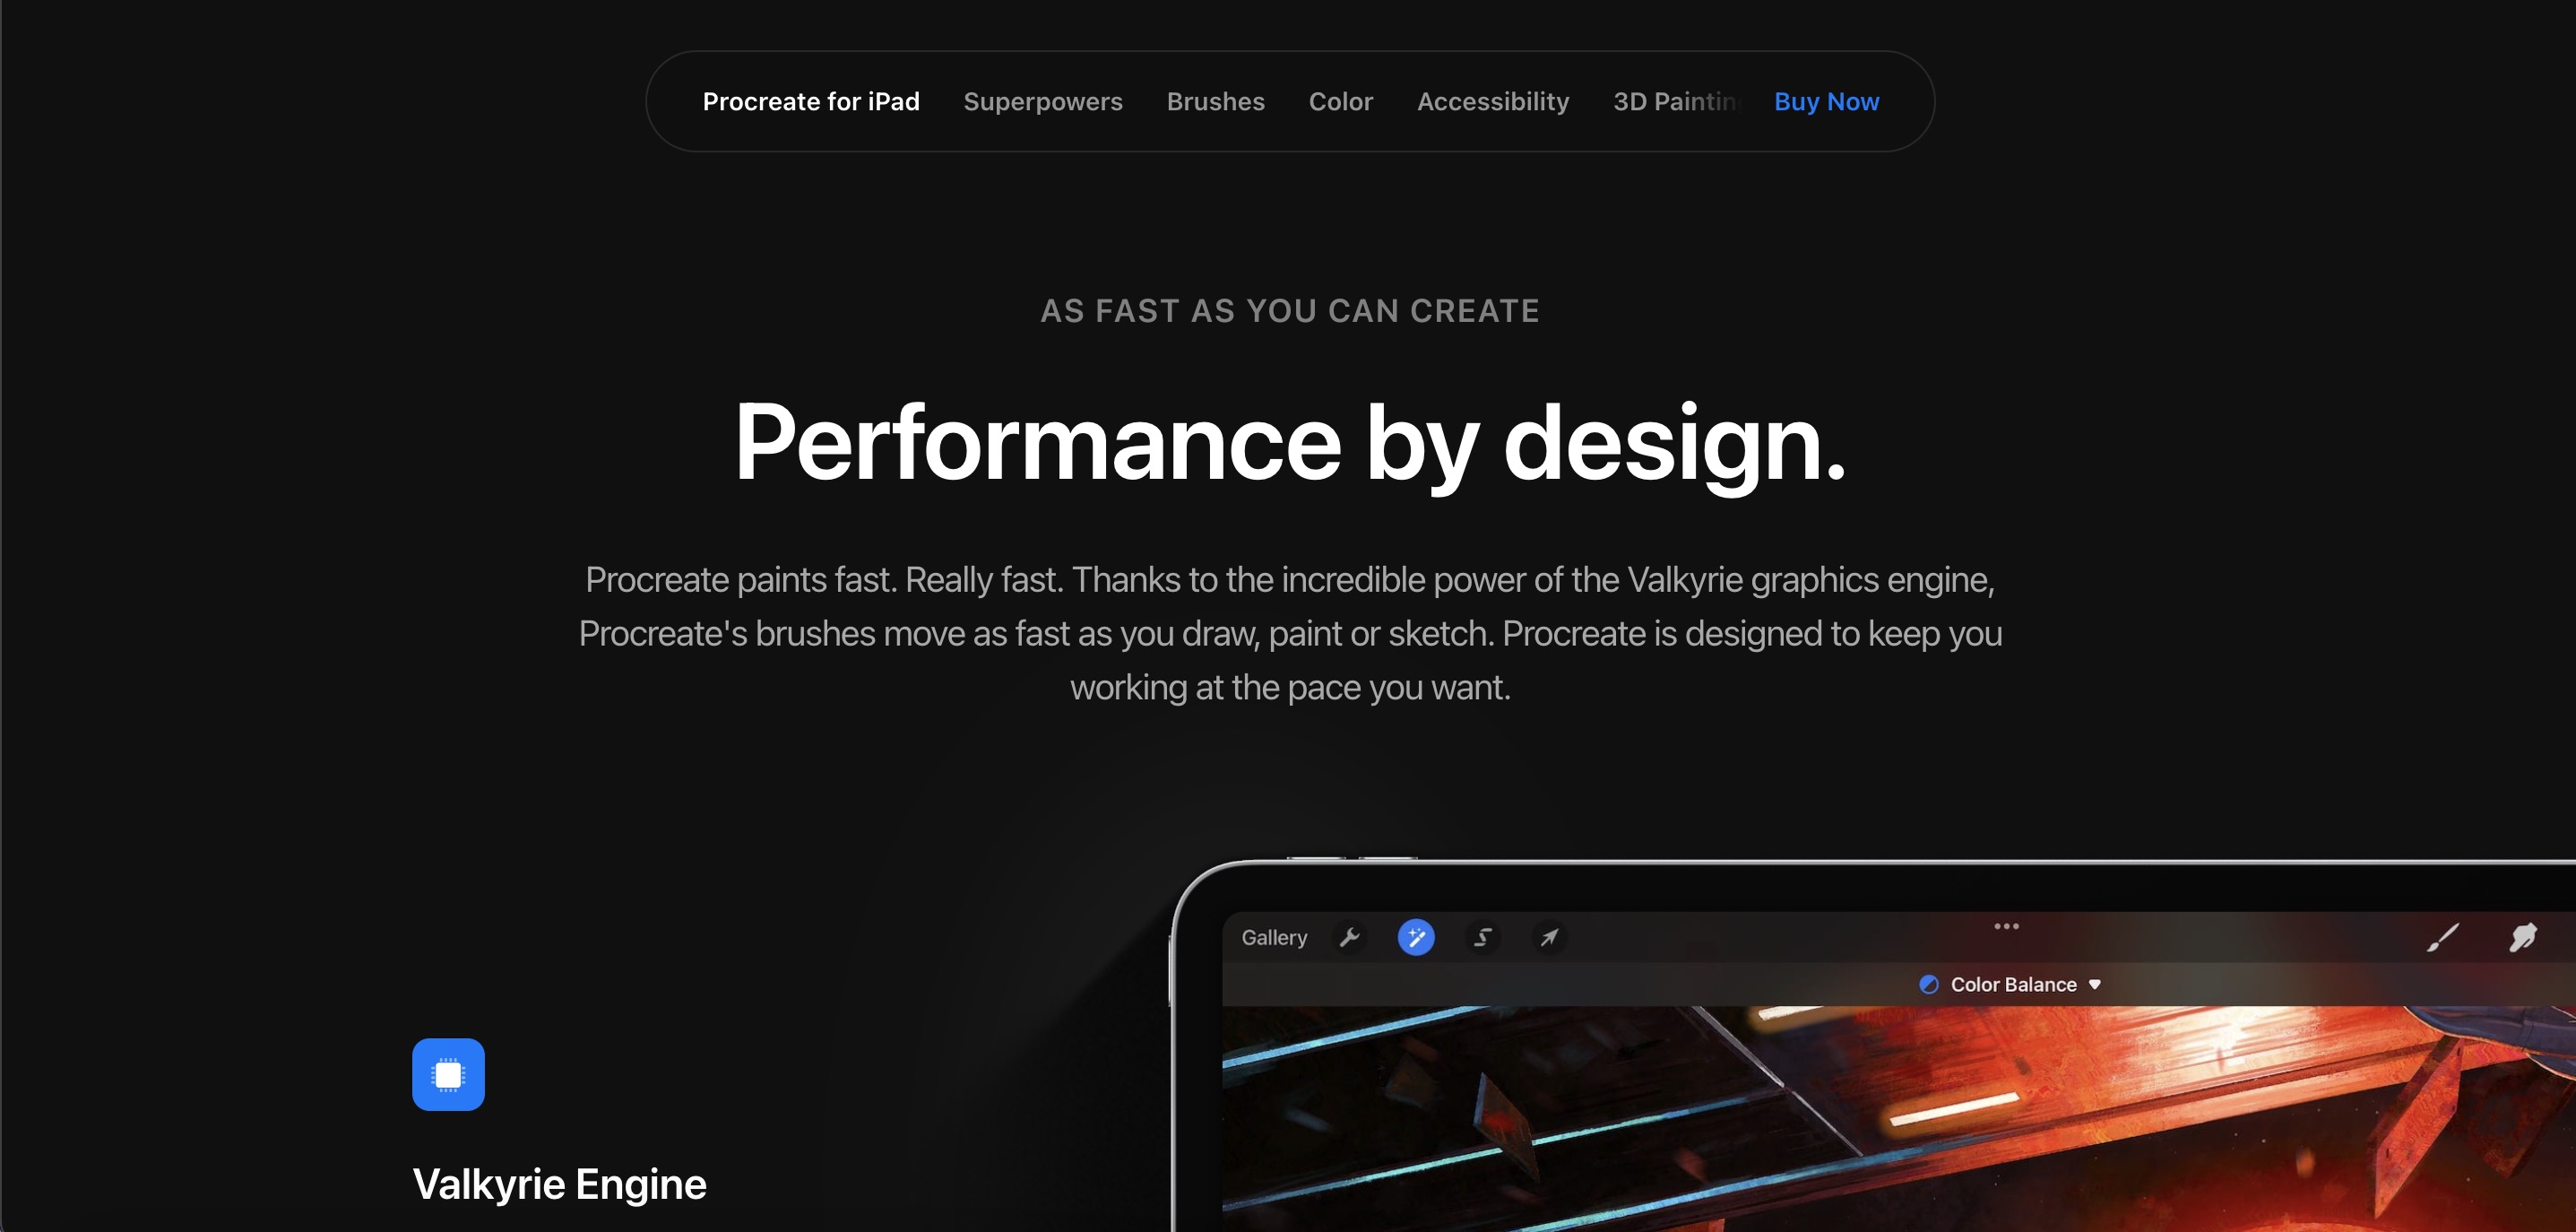 Procreate for iPad Superpowers Brushes Color Accessibility 3D Buy Now
AS FAST AS YOU CAN CREATE
Performance by design.
Procreate paints fast. Really fast. Thanks to the incredible power of the Valkyrie graphics engine,
Procreate's brushes move as fast as you draw, paint or sketch. Procreate is designed to keep you
working at the pace you want.
Gallery
Color Balance
Valkyrie Engine